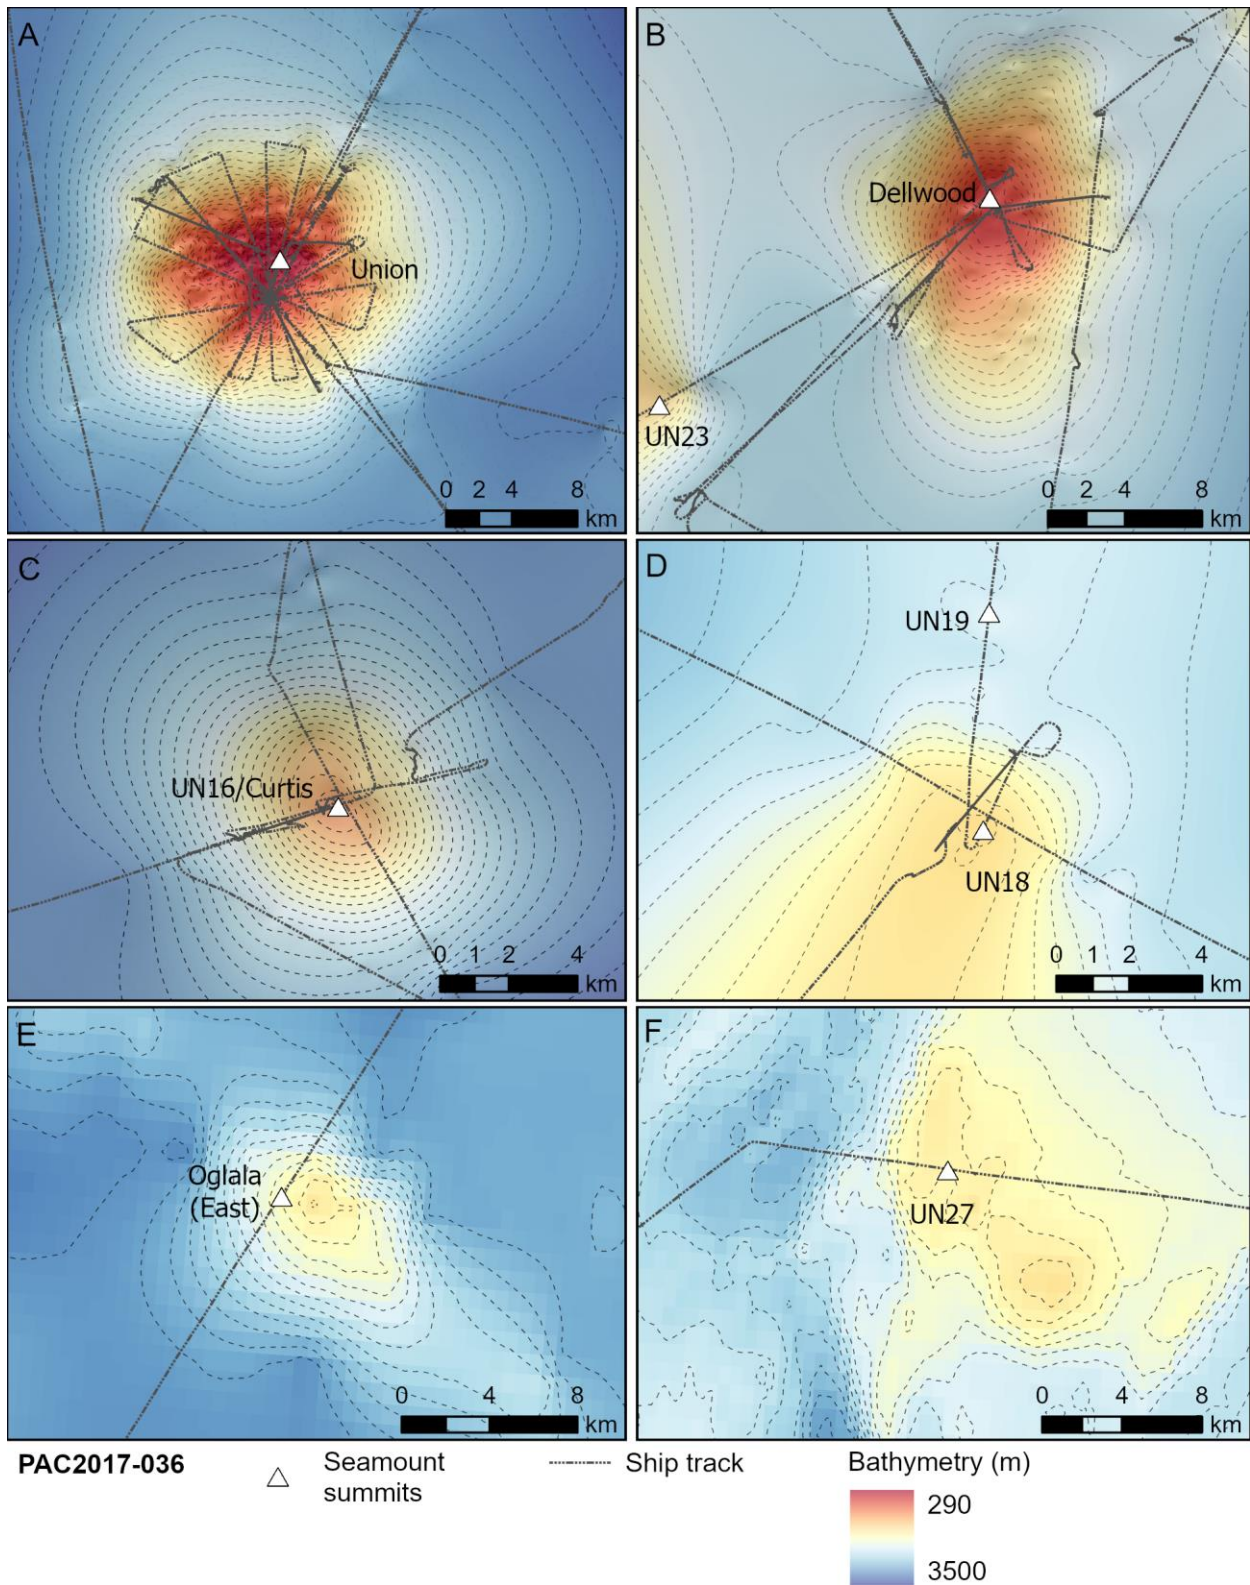 A
Union
0 2 4 8
km
B
Dellwood
UN23
0 2 4 8
km
C
UN16/Curtis
0 1 2 4
km
D
UN19
UN18
0 1 2 4
km
E
Oglala
(East)
0 4 8
km
F
UN27
0 4 8
km
PAC2017-036
Seamount
summits
Ship track
Bathymetry (m)
290
3500